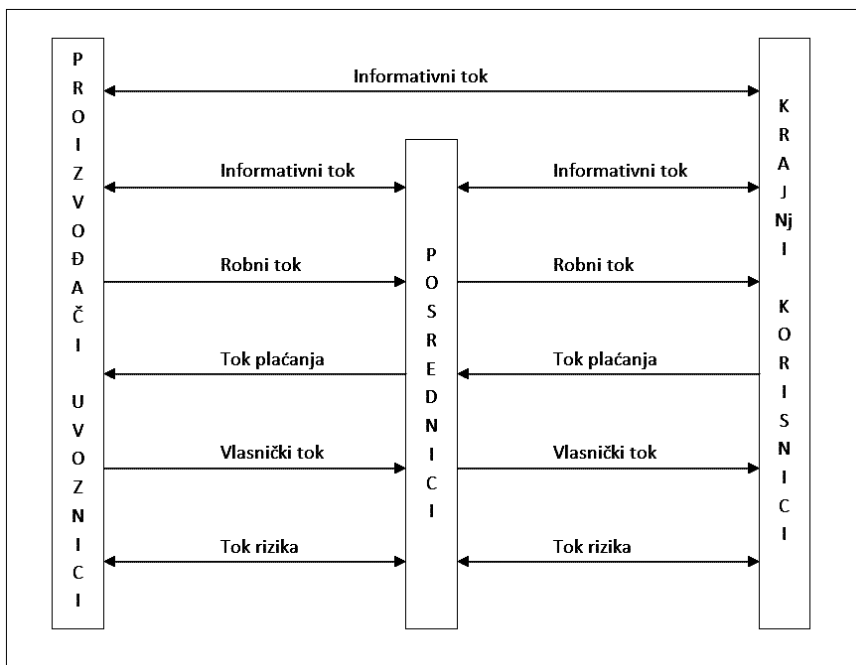 PROIZVOĐAČI UVOZNICI
Informativni tok
Informativni tok
Informativni tok
Robni tok
Robni tok
Tok plaćanja
Tok plaćanja
Vlasnički tok
Vlasnički tok
Tok rizika
Tok rizika
POSREDNICI
KRAJNjI KORISNICI